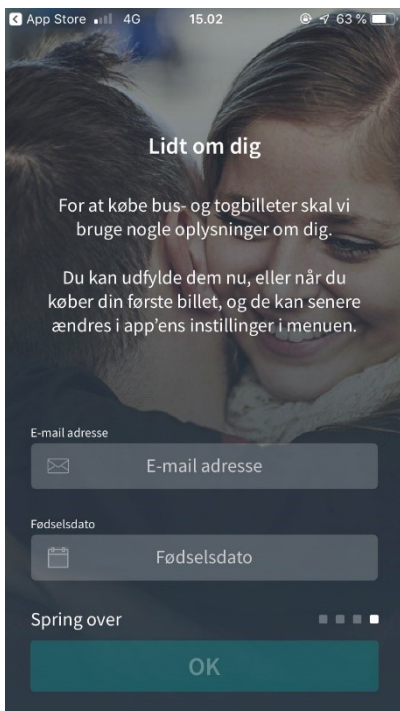 App Store 4G 15.02 63 %
Lidt om dig
For at købe bus- og togbilleter skal vi
bruge nogle oplysninger om dig.
Du kan udfylde dem nu, eller når du
køber din første billet, og de kan senere
ændres i app'ens instillinger i menuen.
E-mail adresse
E-mail adresse
Fødselsdato
Fødselsdato
Spring over
OK